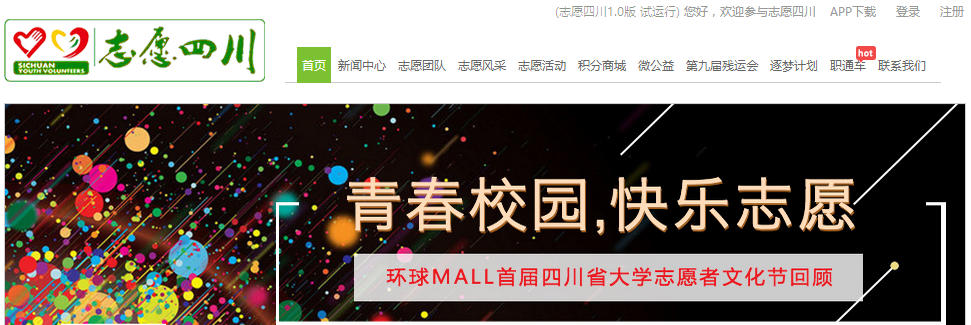 (志愿四川1.0版 试运行) 您好，欢迎参与志愿四川 APP下载 登录 注册
SICHUAN
YOUTH VOLUNTEERS
志愿四川
hot
首页 新闻中心 志愿团队 志愿风采 志愿活动 积分商城 微公益 第九届残运会 逐梦计划 职通车 联系我们
青春校园,快乐志愿
环球MALL首届四川省大学志愿者文化节回顾